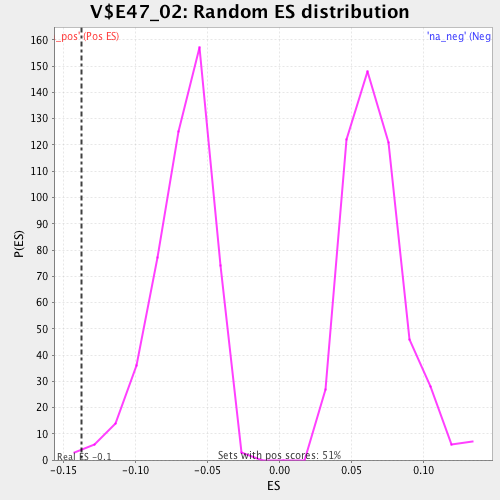 V$E47_02: Random ES distribution
_pos' (Pos ES)
'na_neg' (Neg
160
150
140
130
120
110
100
90
80
70
60
50
40
30
20
10
0
P(ES)
Real ES -0.1
Sets with pos scores: 51%
-0.15 -0.10 -0.05 0.00 0.05 0.10
ES